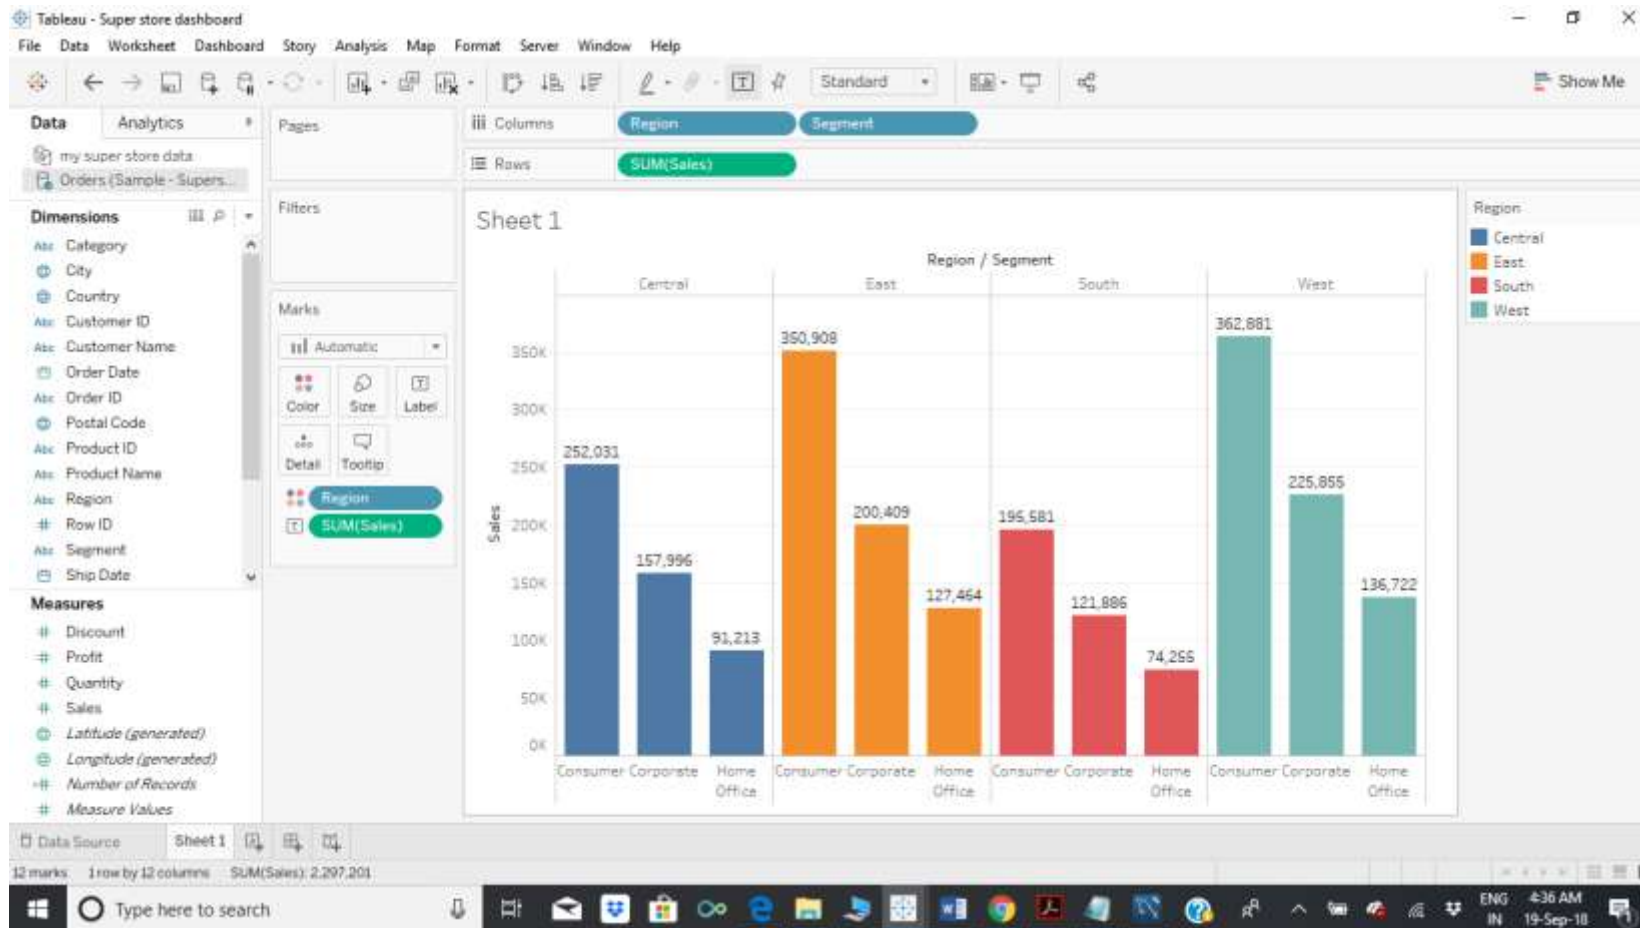 Tableau - Super store dashboard
File Data Worksheet Dashboard Story Analysis Map Format Server Window Help
Standard
Show Me
Data Analytics
my super store data
Orders (Sample - Supers...
Dimensions
Abc Category
City
Country
Abc Customer ID
Abc Customer Name
Order Date
Abc Order ID
Postal Code
Abc Product ID
Abc Product Name
Abc Region
# Row ID
Abc Segment
Ship Date
Measures
# Discount
# Profit
# Quantity
# Sales
Latitude (generated)
Longitude (generated)
=# Number of Records
# Measure Values
Pages
Filters
Marks
Automatic
Color Size Label
Detail Tooltip
Region
SUM(Sales)
Columns Region Segment
Rows SUM(Sales)
Sheet 1
Region / Segment
Central East South West
350K
300K
250K
200K
150K
100K
50K
0K
Sales
252,031
157,996
91,213
350,908
200,409
127,464
195,581
121,886
74,255
362,881
225,855
136,722
Consumer Corporate Home Office
Consumer Corporate Home Office
Consumer Corporate Home Office
Consumer Corporate Home Office
Region
Central
East
South
West
Data Source Sheet 1
12 marks 1 row by 12 columns SUM(Sales): 2,297,201
Type here to search
ENG
IN
4:36 AM
19-Sep-18